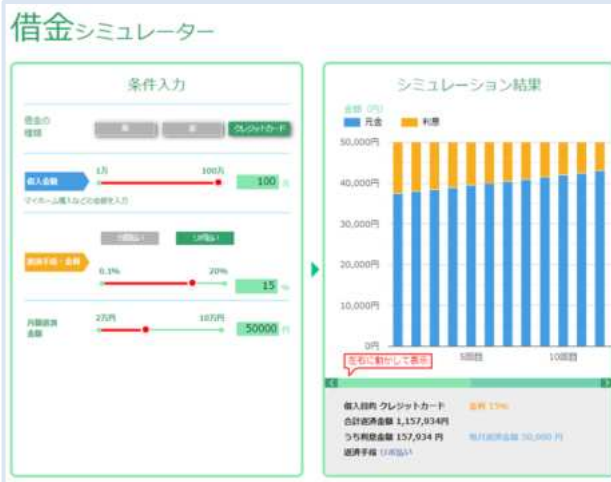 借金シミュレーター
条件入力
借金の
種類
家
車
クレジットカード
借入金額
1万
100万
100
マイホーム購入などの金額を入力
分割払い
リボ払い
返済手段・金利
0.1%
20%
15 %
月額返済
金額
2万円
10万円
50000 円
シミュレーション結果
金額（円）
元金
利息
50,000円
40,000円
30,000円
20,000円
10,000円
0円
5回目
10回目
左右に動かして表示
借入目的 クレジットカード
金利 15%
合計返済金額 1,157,934円
うち利息金額 157,934 円
毎月返済金額 50,000 円
返済手段 リボ払い